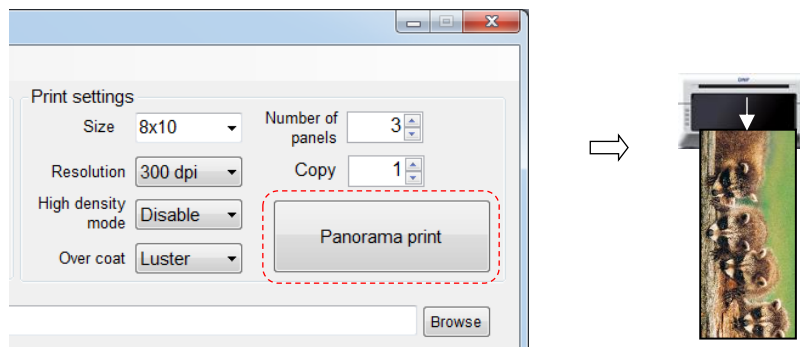 Print settings
Size 8x10
Number of
panels 3
Resolution 300 dpi
Copy 1
High density
mode Disable
Panorama print
Over coat Luster
Browse
DNP